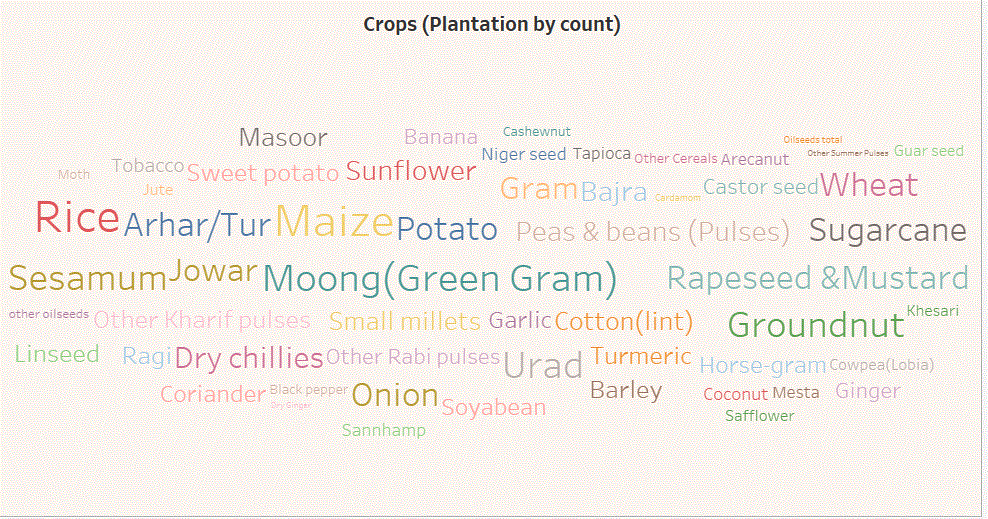 Crops (Plantation by count)
Masoor Banana Cashewnut Oilseeds total
Tobacco Sweet potato Sunflower Niger seed Tapioca Other Cereals Arecanut Other Summer Pulses Guar seed
Moth Jute Gram Bajra Cardamom Castor seed Wheat
Rice Arhar/Tur Maize Potato Peas & beans (Pulses) Sugarcane
Sesamum Jowar Moong(Green Gram) Rapeseed &Mustard
other oilseeds Other Kharif pulses Small millets Garlic Cotton(lint) Groundnut Khesari
Linseed Ragi Dry chillies Other Rabi pulses Urad Turmeric Horse-gram Cowpea(Lobia)
Coriander Black pepper Onion Soyabean Barley Coconut Mesta Ginger
Dry Ginger Safflower
Sannhamp